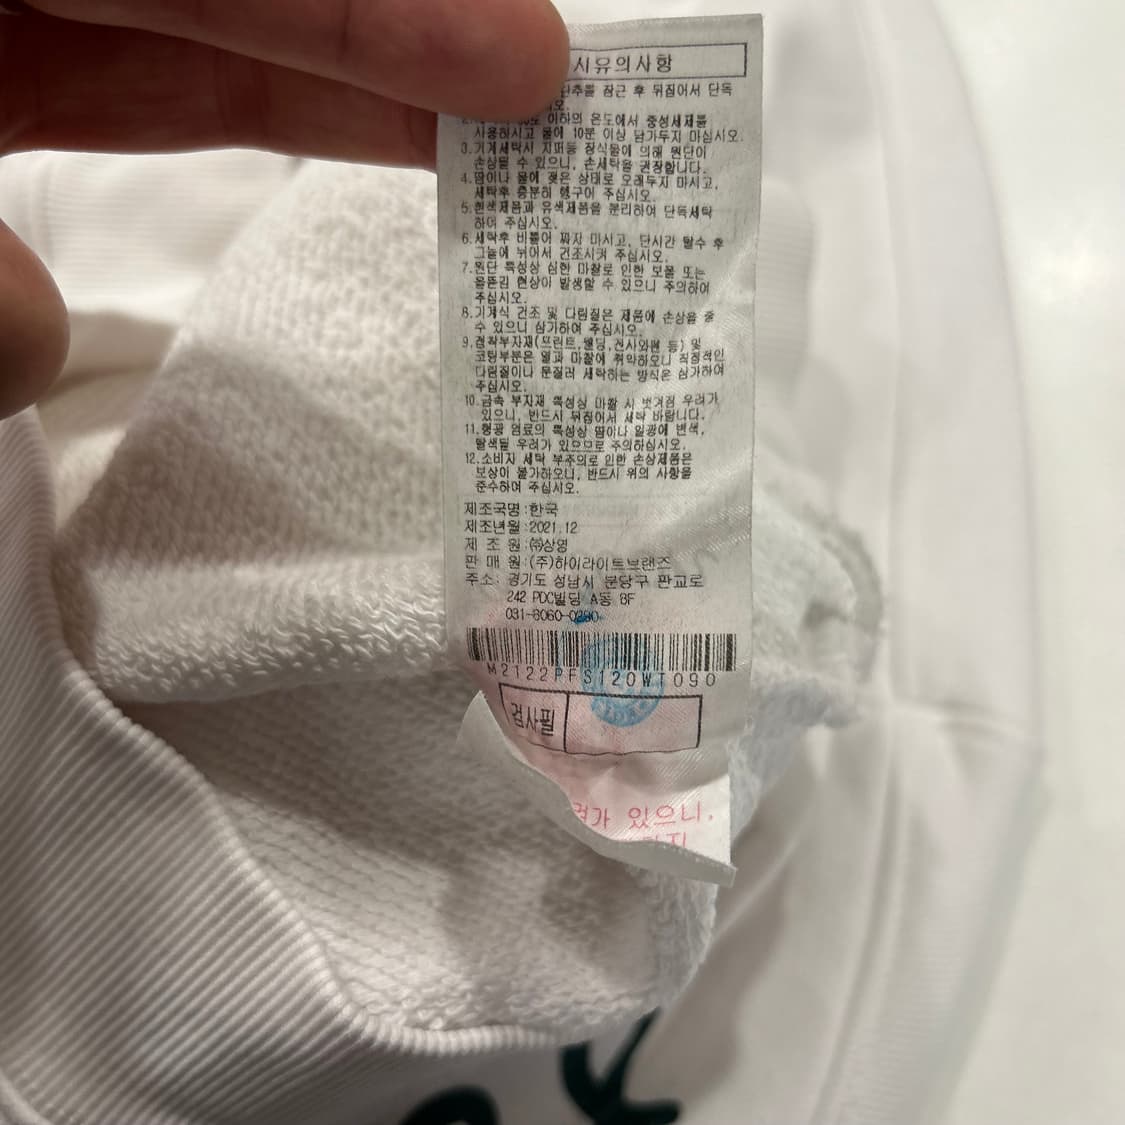 시유의사항
단추를 잠근 후 뒤집어서 단독
오.
이하의 온도에서 중성세제를
사용하시고 물에 10분 이상 담가두지 마십시오.
3.기계세탁시 지퍼등 장식물에 의해 원단이
손상될 수 있으니, 손세탁을 권장합니다.
4.땀이나 물에 젖은 상태로 오래두지 마시고,
세탁후 충분히 헹구어 주십시오.
5.흰색제품과 유색제품을 분리하여 단독세탁
하여 주십시오.
6.세탁후 비틀어 짜지 마시고, 단시간 탈수 후
그늘에 뉘어서 건조시켜 주십시오.
7.원단 특성상 심한 마찰로 인한 보풀 또는
올뜯김 현상이 발생할 수 있으니 주의하여
주십시오.
8.기계식 건조 및 다림질은 제품에 손상을 줄
수 있으니 삼가하여 주십시오.
9.접착부자재(프린트,웰딩,전사와펜 등) 및
코팅부분은 열과 마찰에 취약하오니 직접적인
다림질이나 문질러 세탁하는 방식은 삼가하여
주십시오.
10.금속 부자재 특성상 마찰 시 벗겨짐 우려가
있으니, 반드시 뒤집어서 세탁 바랍니다.
11.형광 염료의 특성상 땀이나 일광에 변색,
탈색될 우려가 있으므로 주의하십시오.
12.소비자 세탁 부주의로 인한 손상제품은
보상이 불가하오니, 반드시 위의 사항을
준수하여 주십시오.
제조국명:한국
제조년월:2021.12
제 조 원:㈜상영
판 매 원:(주)하이라이트브랜즈
주소: 경기도 성남시 분당구 판교로
242 PDC빌딩 A동 8F
031-8060-0280
M2122PFS120WT090
검사필
려가 있으니,